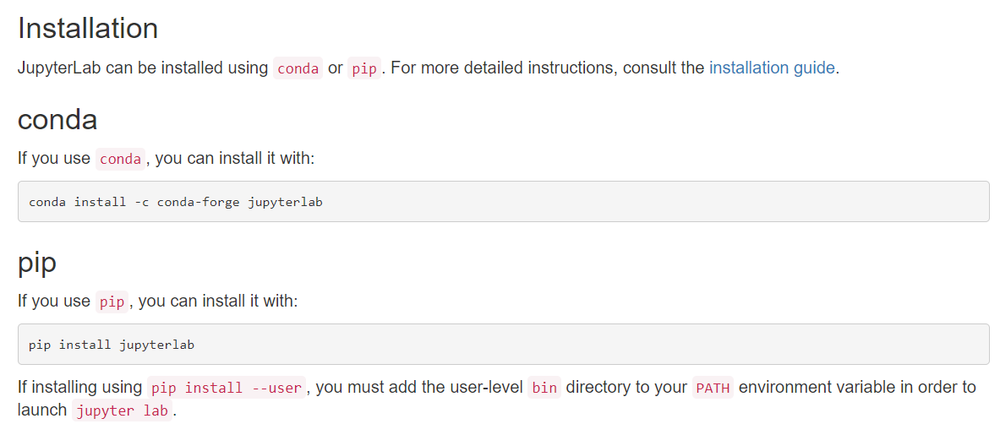 Installation
JupyterLab can be installed using conda or pip. For more detailed instructions, consult the installation guide.
conda
If you use conda, you can install it with:
conda install -c conda-forge jupyterlab
pip
If you use pip, you can install it with:
pip install jupyterlab
If installing using pip install --user, you must add the user-level bin directory to your PATH environment variable in order to
launch jupyter lab.